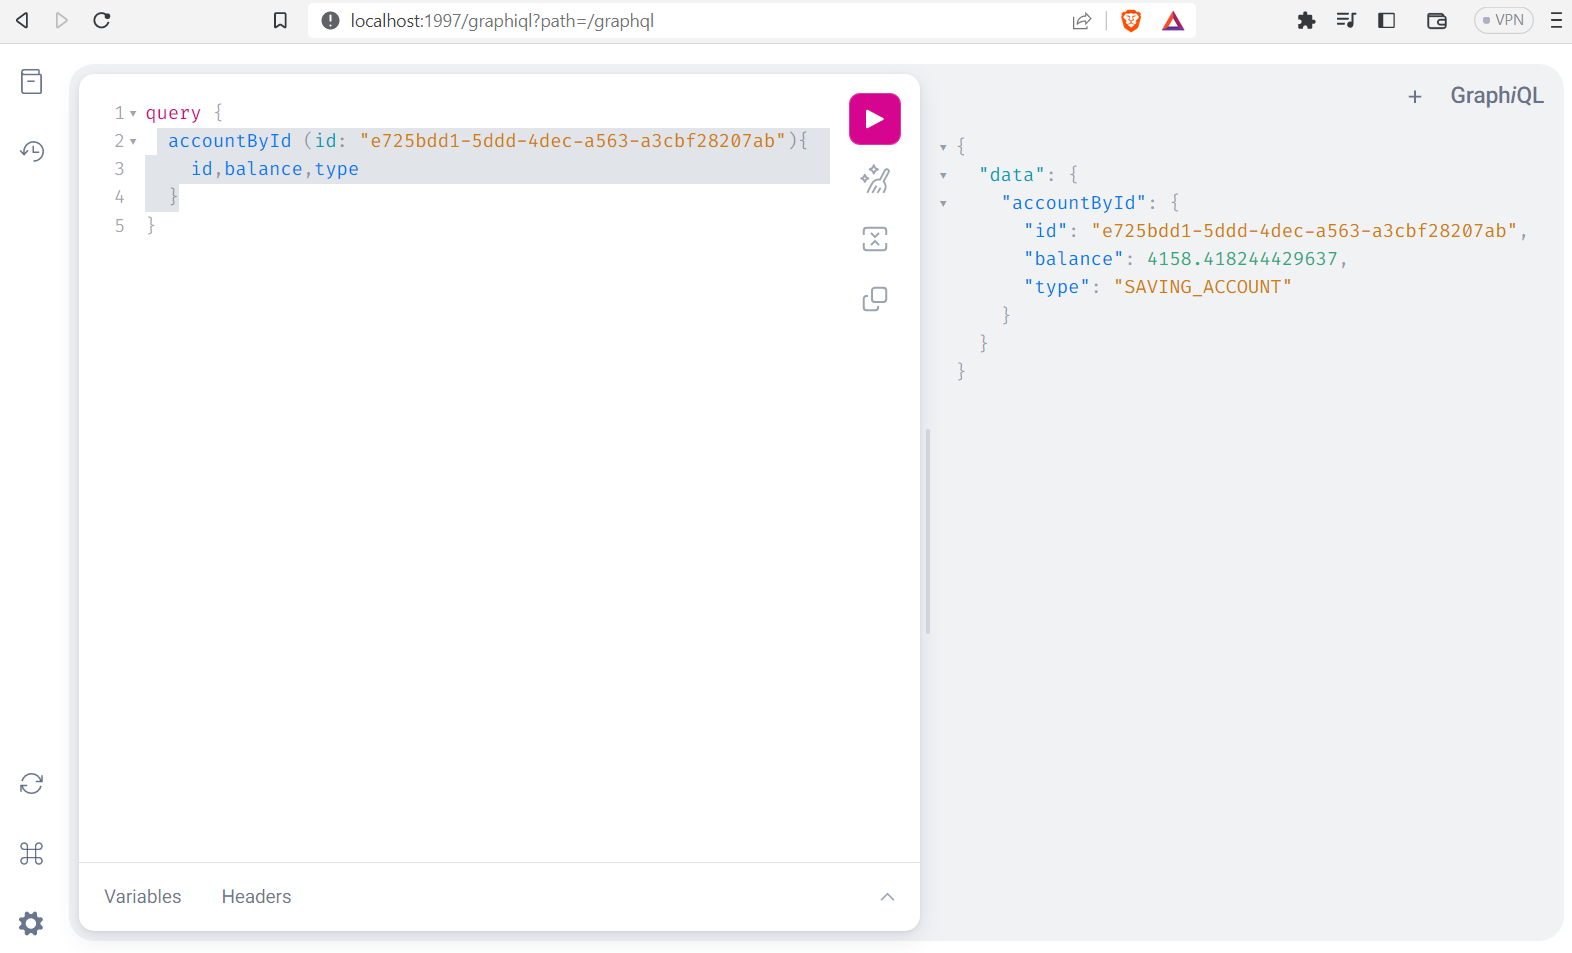 localhost:1997/graphiql?path=/graphql
VPN
GraphiQL
1 query {
2 accountById (id: "e725bdd1-5ddd-4dec-a563-a3cbf28207ab"){
3 id,balance,type
4 }
5 }
{
"data": {
"accountById": {
"id": "e725bdd1-5ddd-4dec-a563-a3cbf28207ab",
"balance": 4158.418244429637,
"type": "SAVING_ACCOUNT"
}
}
}
Variables Headers